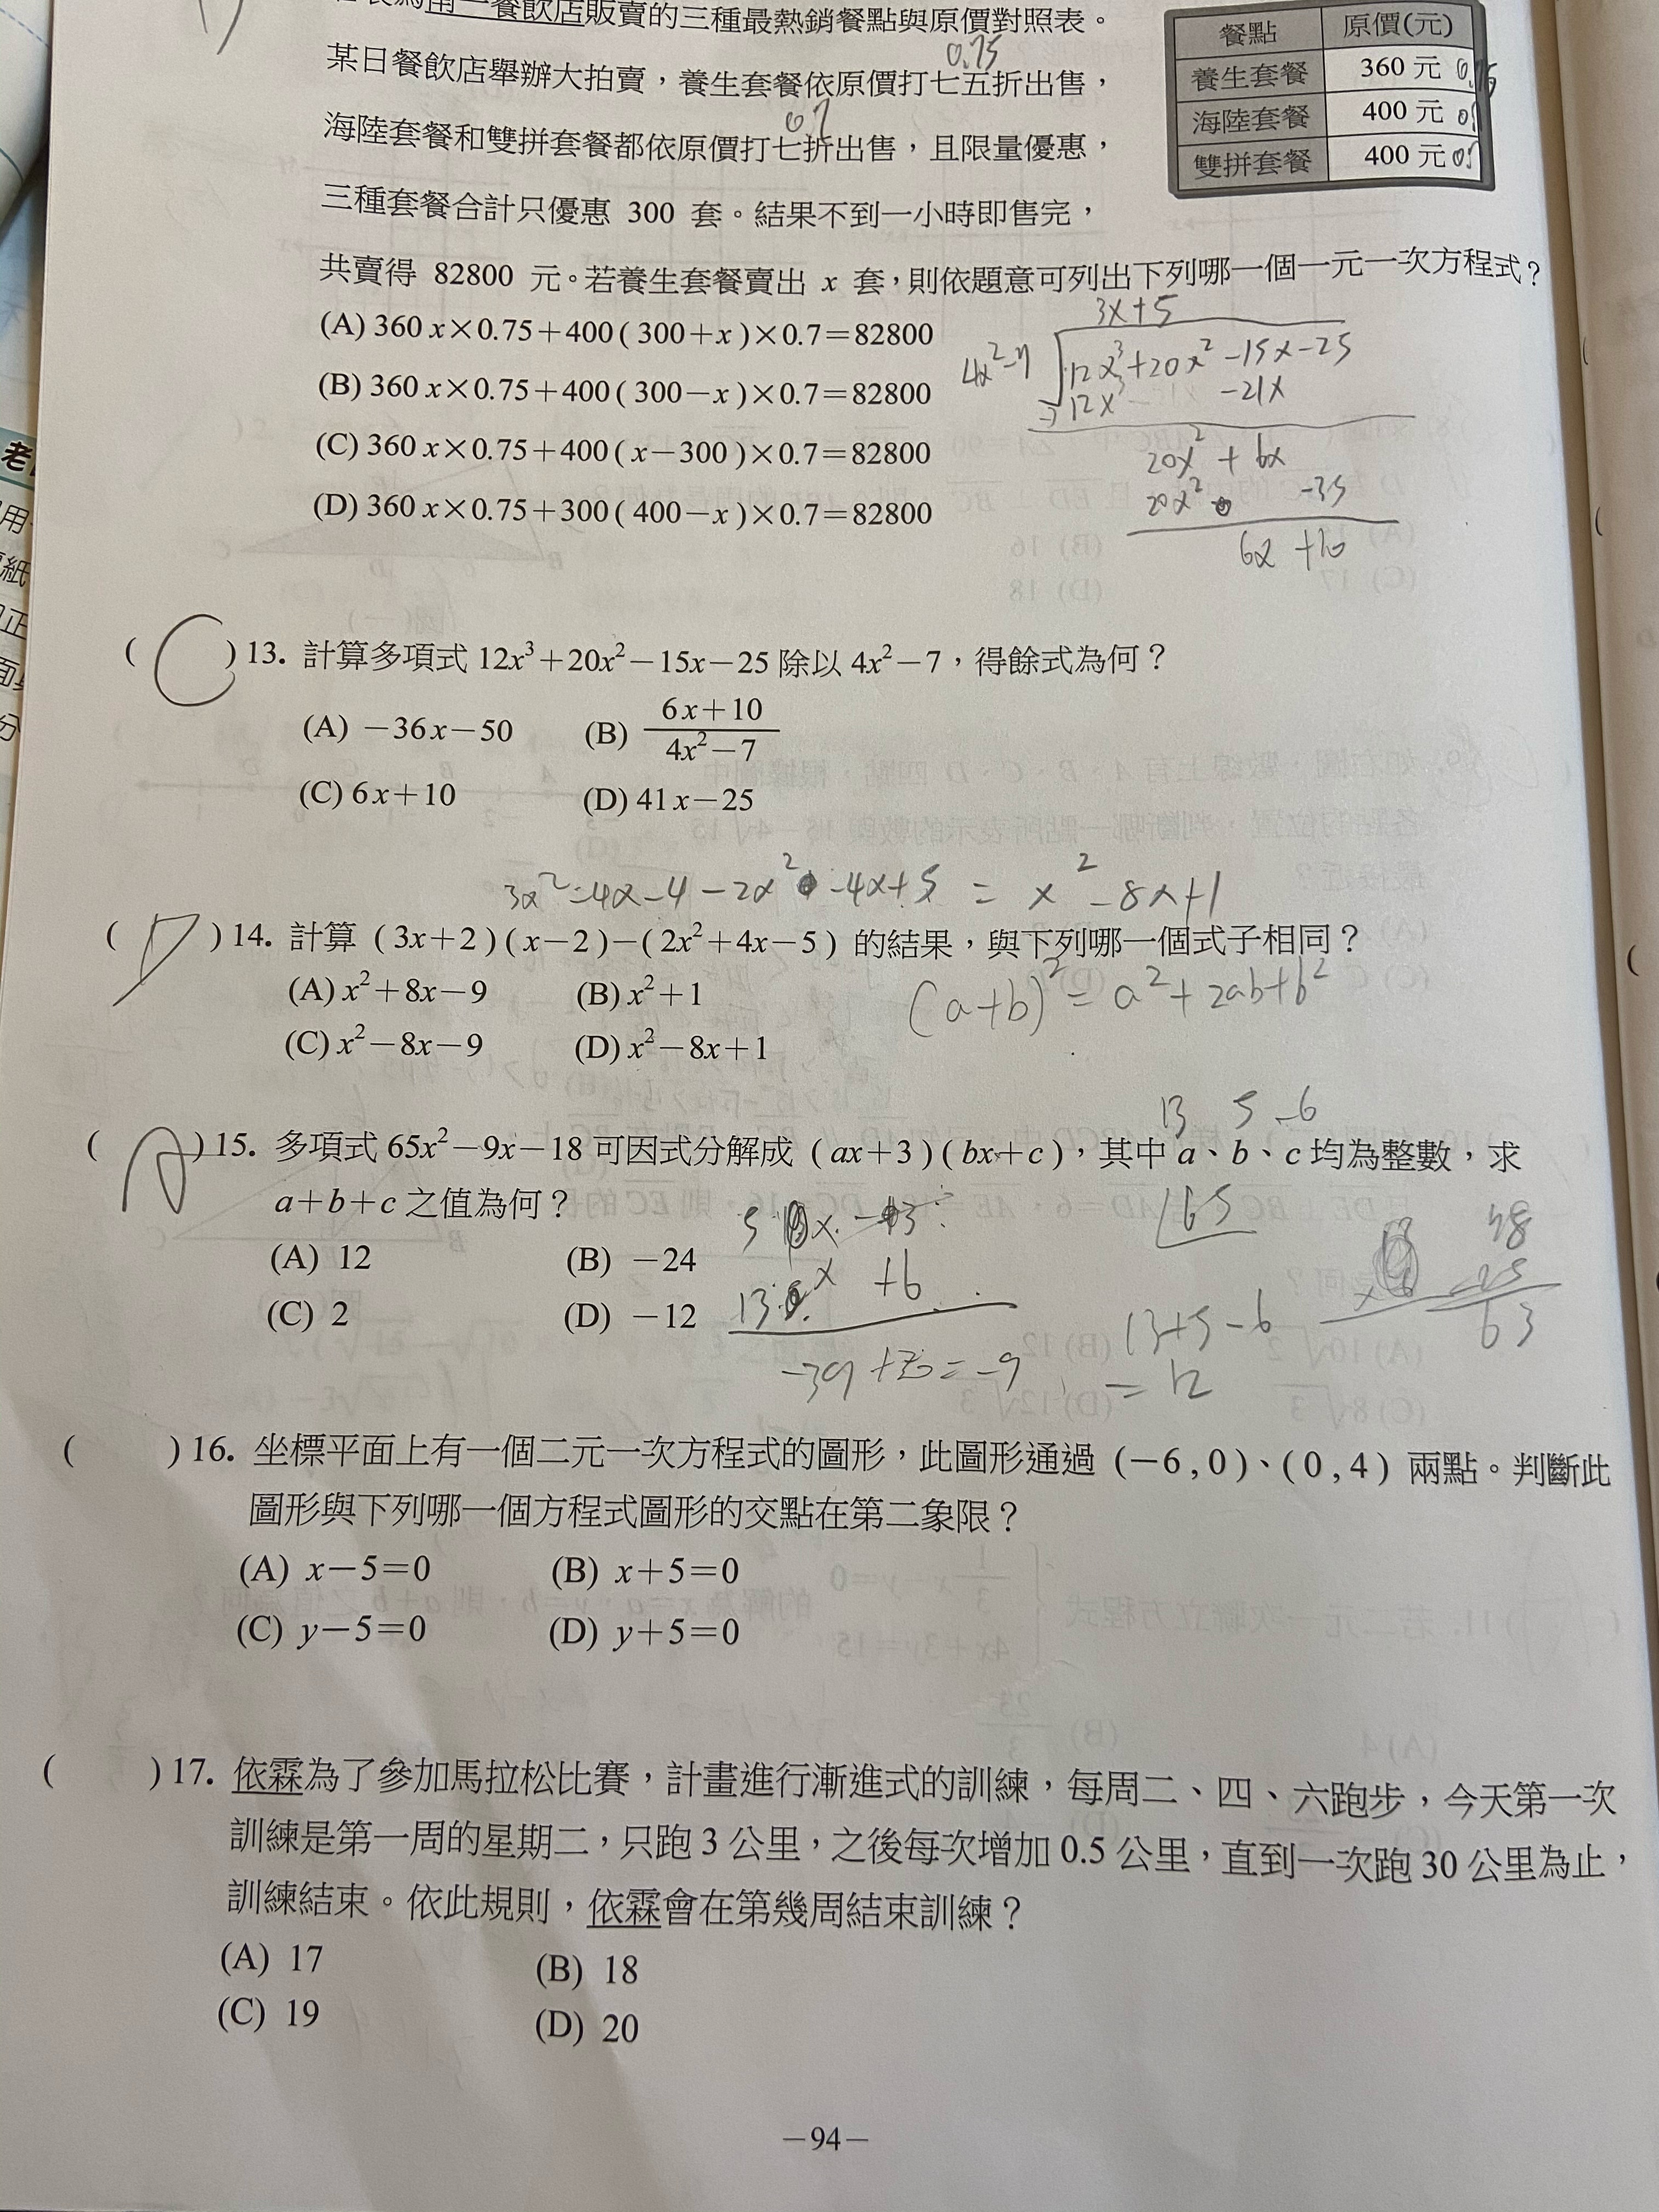 一餐飲店販賣的三種最熱銷餐點與原價對照表。
0.75
某日餐飲店舉辦大拍賣，養生套餐依原價打七五折出售，
0.7
海陸套餐和雙拼套餐都依原價打七折出售，且限量優惠，
三種套餐合計只優惠 300 套。結果不到一小時即售完，
共賣得 82800 元。若養生套餐賣出 x 套，則依題意可列出下列哪一個一元一次方程式？
餐點 原價(元)
養生套餐 360 元
海陸套餐 400 元
雙拼套餐 400 元
(A) 360x×0.75＋400(300＋x)×0.7＝82800
(B) 360x×0.75＋400(300－x)×0.7＝82800
(C) 360x×0.75＋400(x－300)×0.7＝82800
(D) 360x×0.75＋300(400－x)×0.7＝82800
3x+5
4x²-7 12x³+20x²-15x-25
12x³ -21x
20x²+6x
20x² -35
6x+10
( C ) 13. 計算多項式 12x³＋20x²－15x－25 除以 4x²－7，得餘式為何？
(A) －36x－50 (B) (6x＋10)/(4x²－7)
(C) 6x＋10 (D) 41x－25
3x²-4x-4-2x²-4x+5=x²-8x+1
( D ) 14. 計算 (3x＋2)(x－2)－(2x²＋4x－5) 的結果，與下列哪一個式子相同？
(A) x²＋8x－9 (B) x²＋1
(C) x²－8x－9 (D) x²－8x＋1
(a+b)²=a²+2ab+b²
13 5 -6
( A ) 15. 多項式 65x²－9x－18 可因式分解成 (ax＋3)(bx＋c)，其中 a、b、c 均為整數，求
a＋b＋c 之值為何？
(A) 12 (B) －24
(C) 2 (D) －12
65
13 x +6
-39+30=-9
13+5-6
=12
63
( ) 16. 坐標平面上有一個二元一次方程式的圖形，此圖形通過 (－6,0)、(0,4) 兩點。判斷此
圖形與下列哪一個方程式圖形的交點在第二象限？
(A) x－5＝0 (B) x＋5＝0
(C) y－5＝0 (D) y＋5＝0
( ) 17. 依霖為了參加馬拉松比賽，計畫進行漸進式的訓練，每周二、四、六跑步，今天第一次
訓練是第一周的星期二，只跑 3 公里，之後每次增加 0.5 公里，直到一次跑 30 公里為止，
訓練結束。依此規則，依霖會在第幾周結束訓練？
(A) 17 (B) 18
(C) 19 (D) 20
－94－